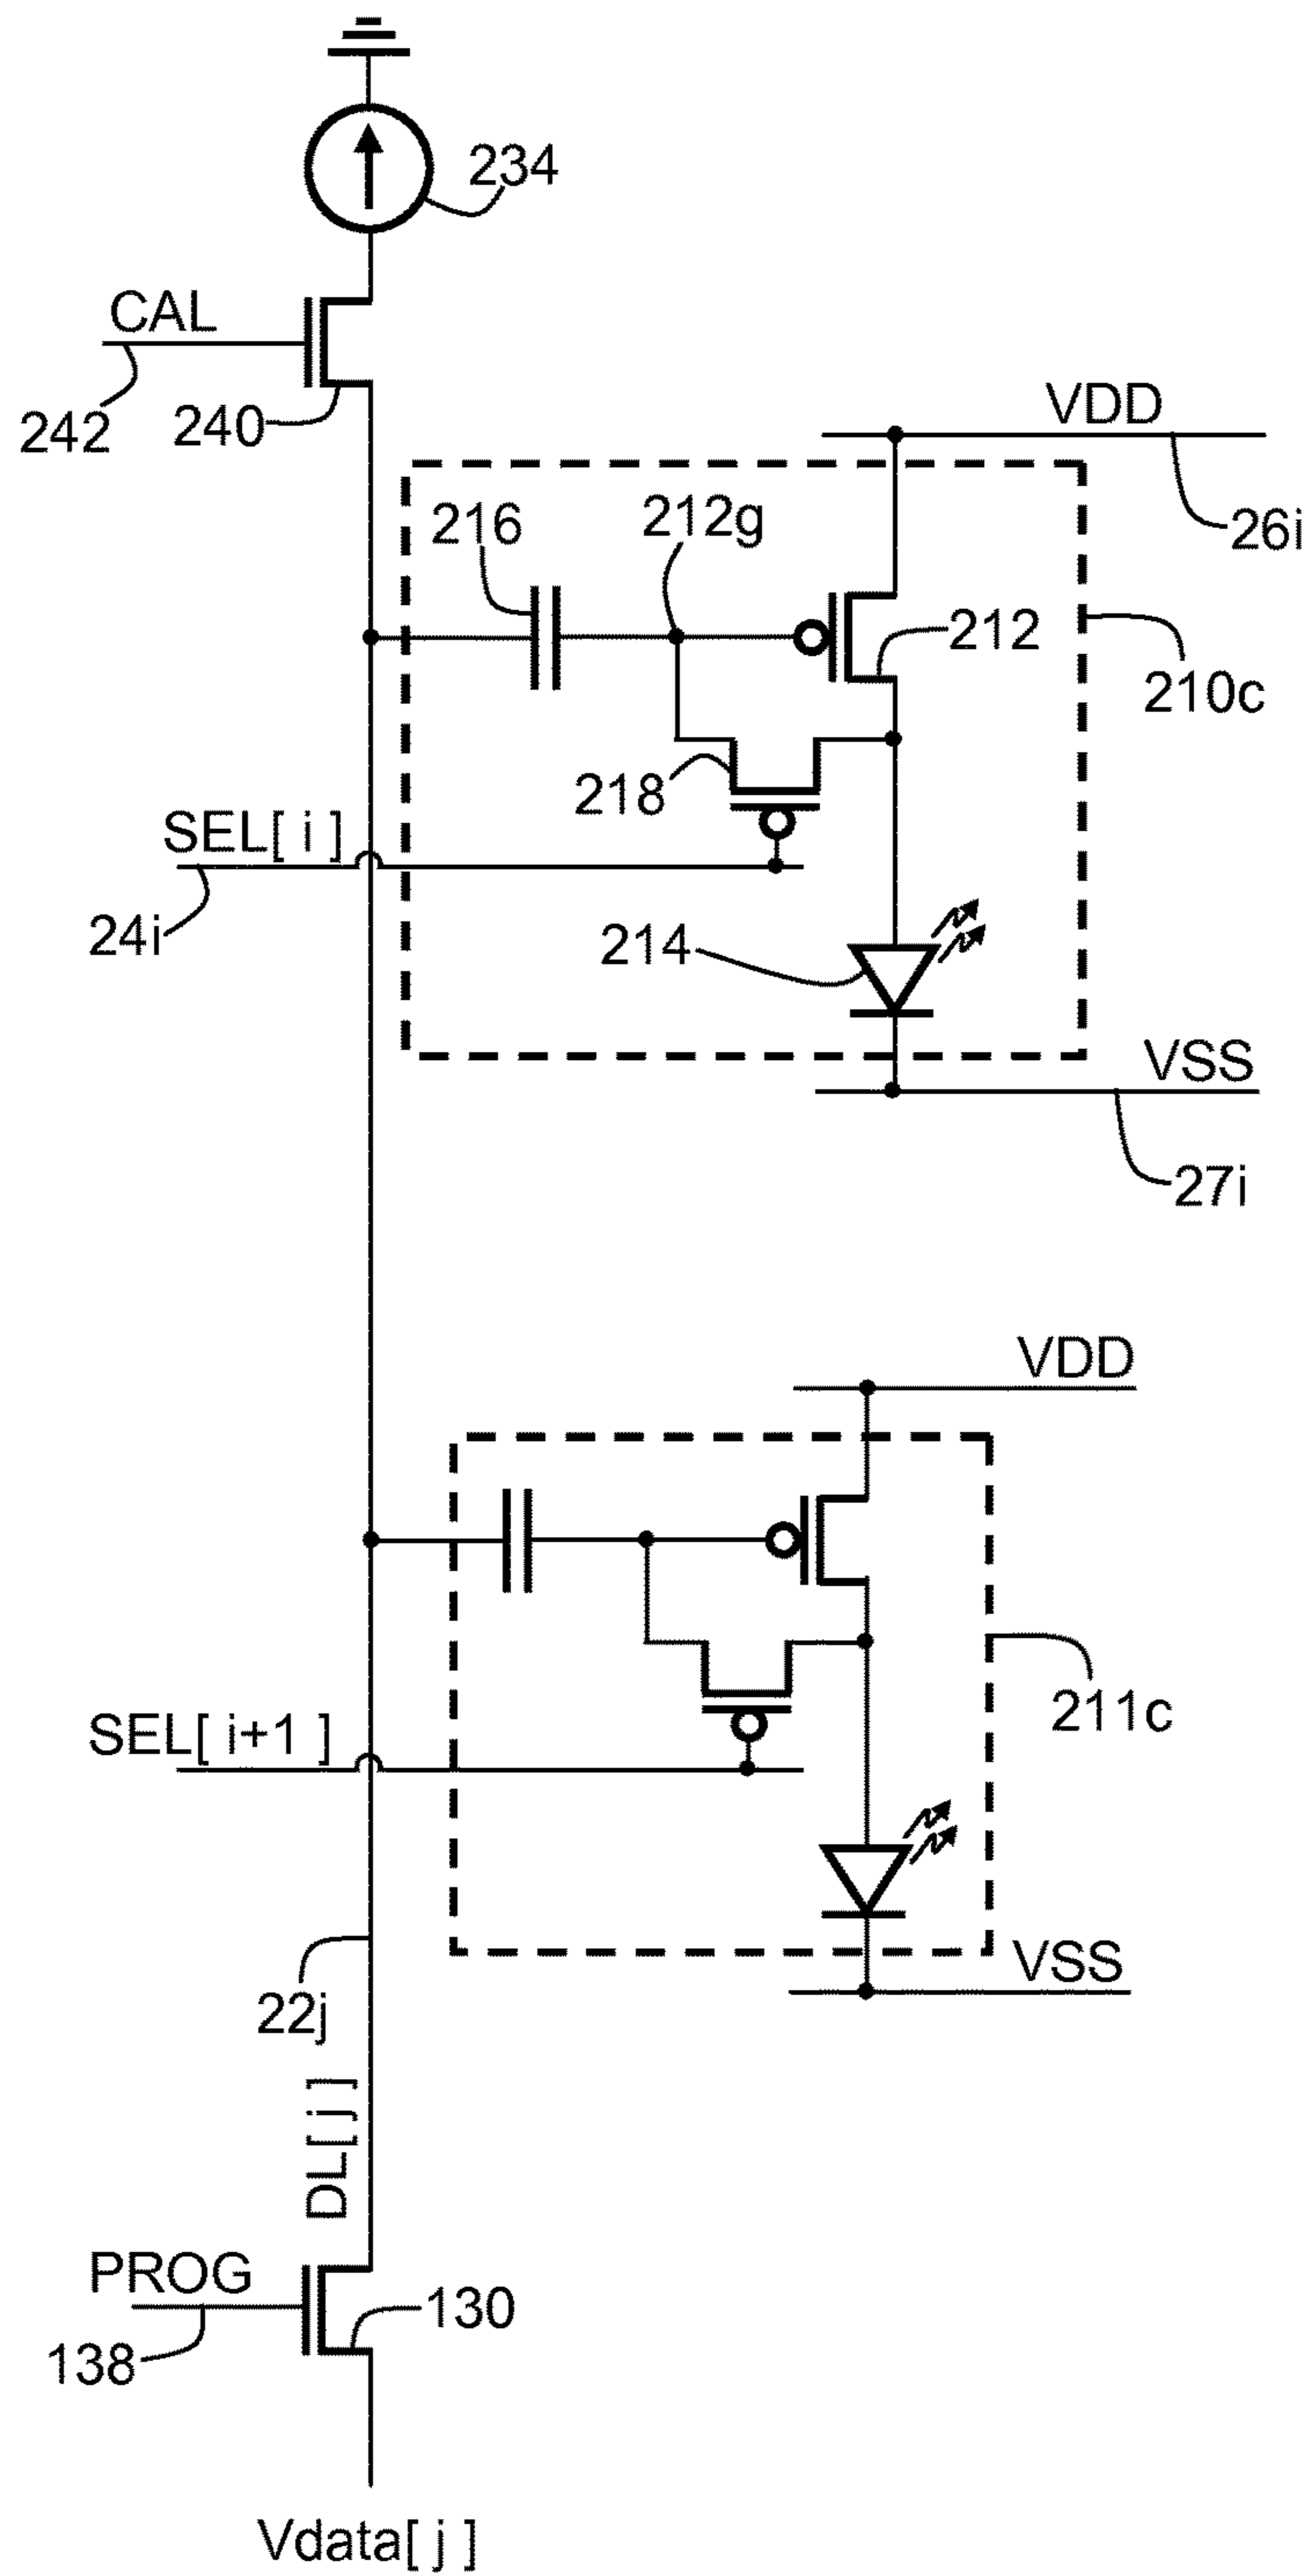 234
CAL
242
240
VDD
26i
216
212g
212
210c
218
SEL[ i ]
24i
214
VSS
27i
VDD
211c
SEL[ i+1 ]
VSS
22j
DL[ j ]
PROG
130
138
Vdata[ j ]